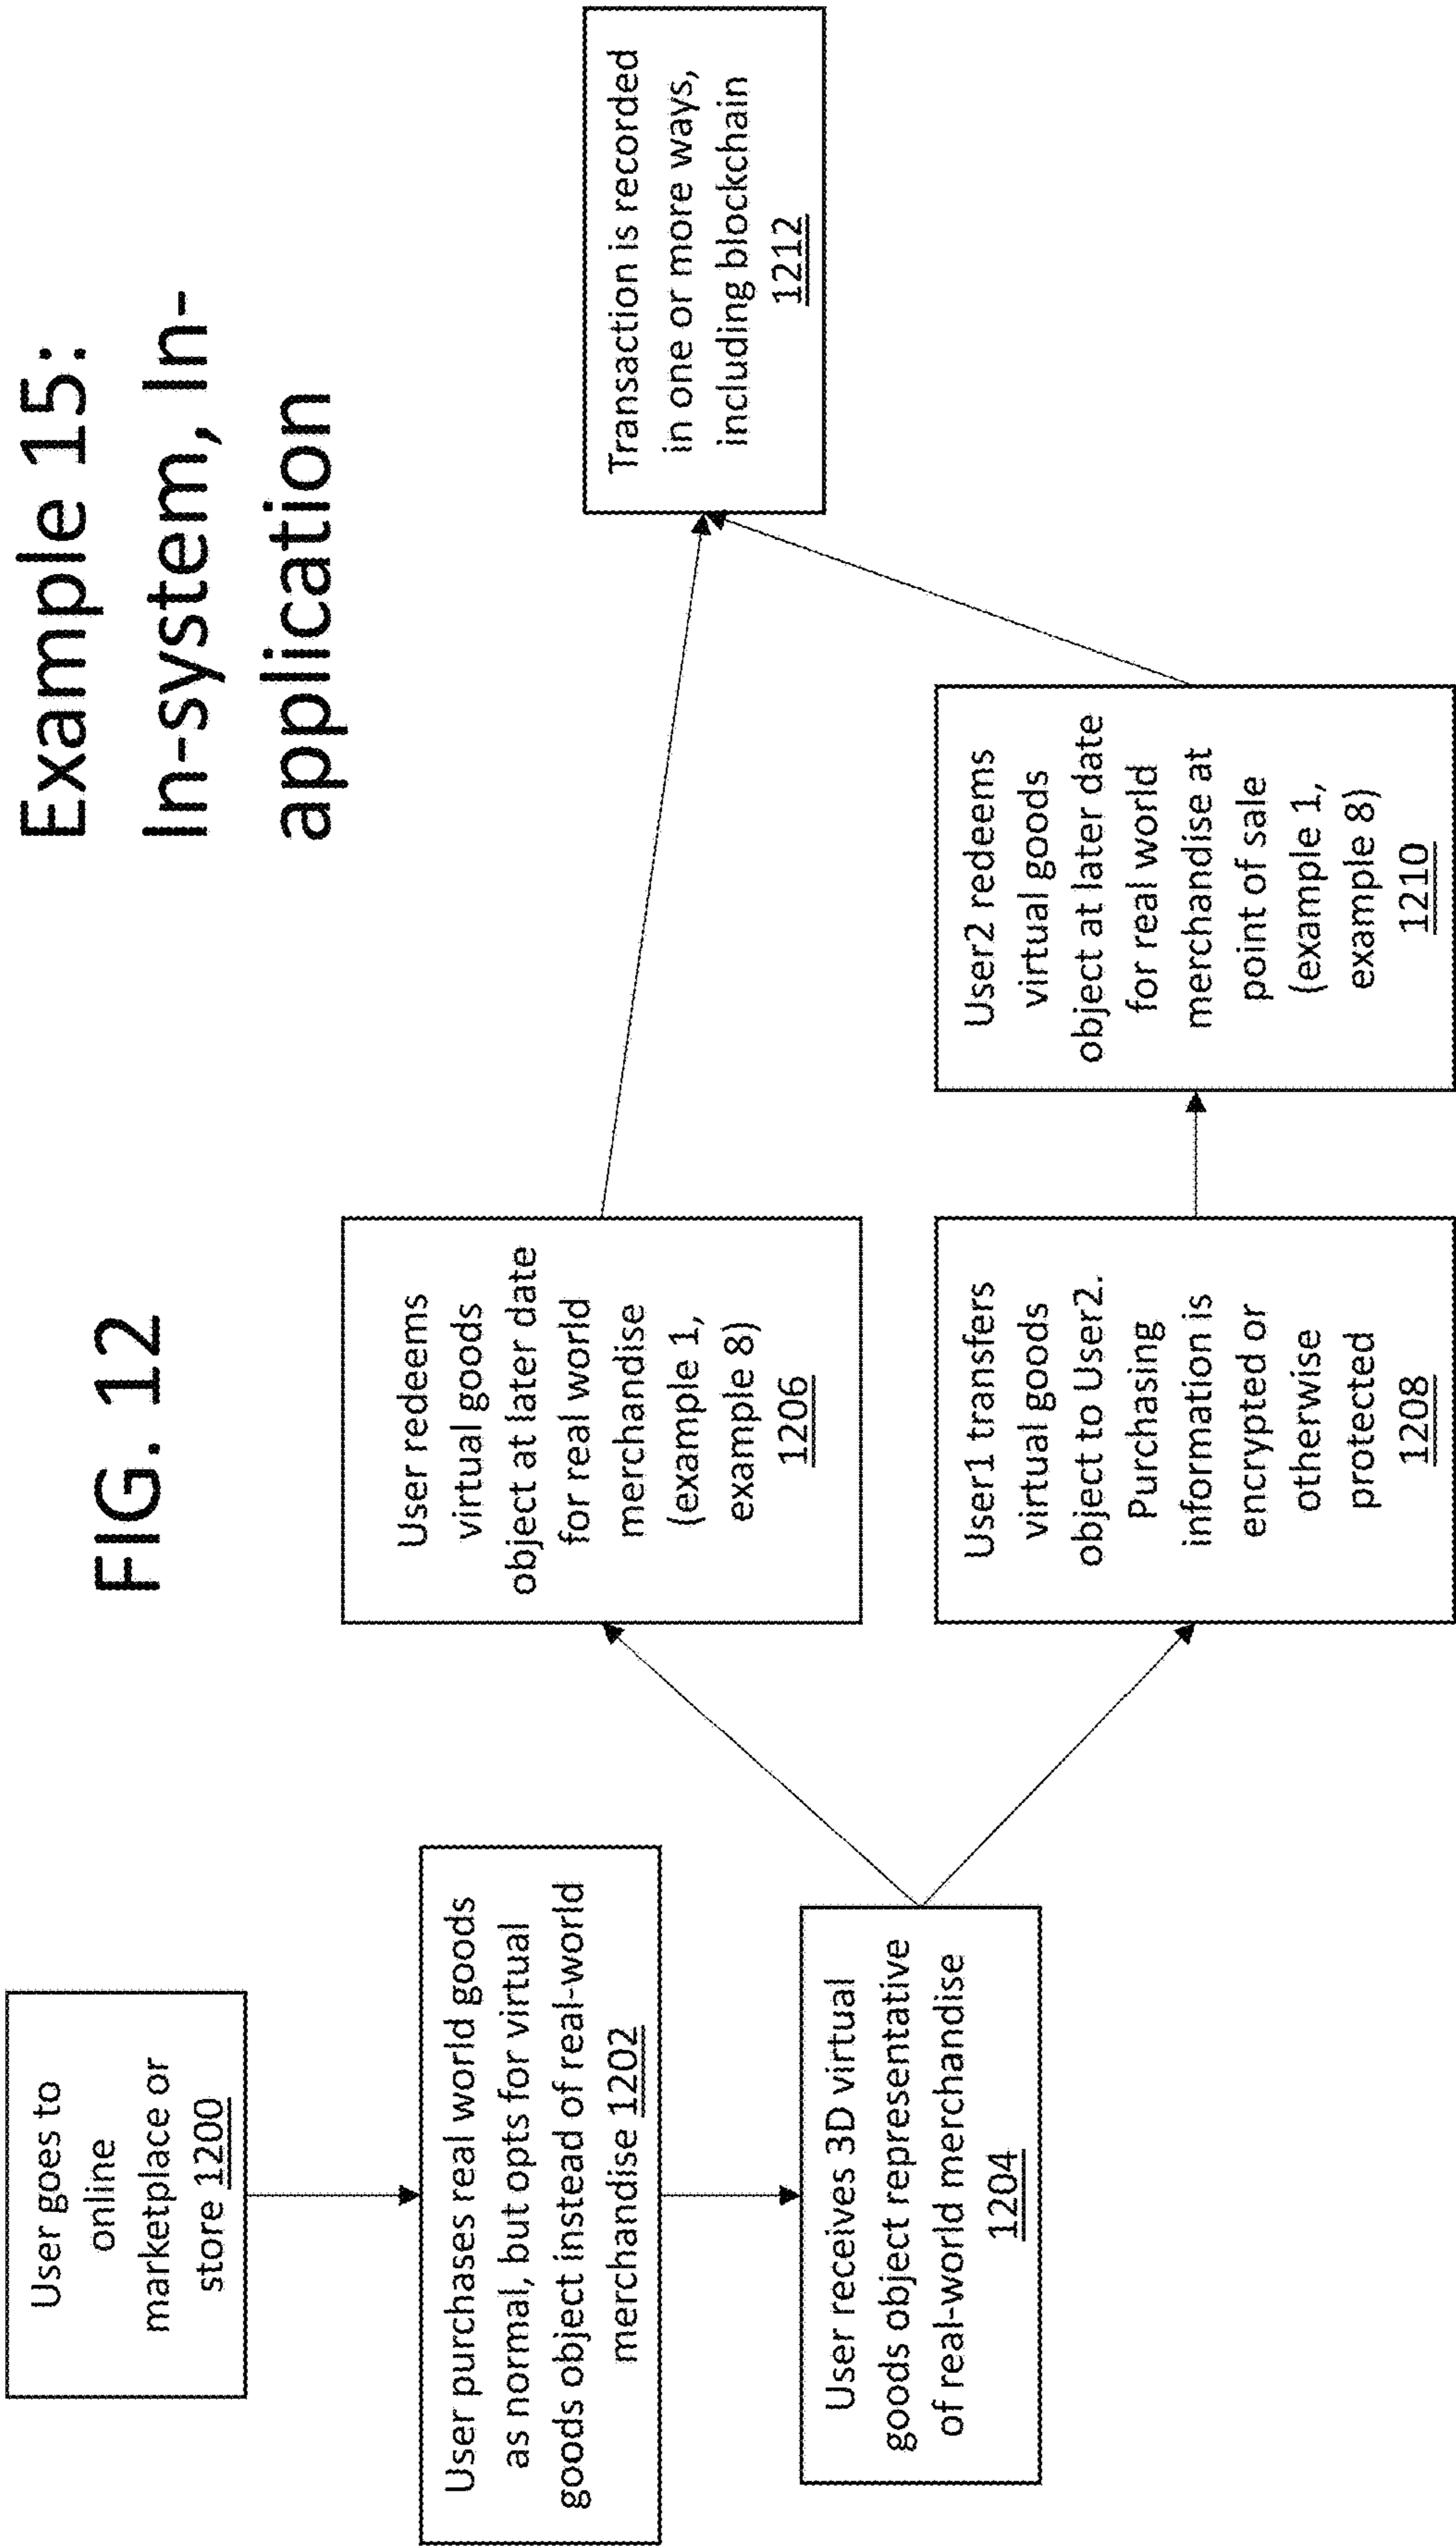 FIG. 12
Example 15:
In-system, In-
application
User goes to
online
marketplace or
store 1200
User purchases real world goods
as normal, but opts for virtual
goods object instead of real-world
merchandise 1202
User receives 3D virtual
goods object representative
of real-world merchandise
1204
User redeems
virtual goods
object at later date
for real world
merchandise
(example 1,
example 8)
1206
User1 transfers
virtual goods
object to User2.
Purchasing
information is
encrypted or
otherwise
protected
1208
User2 redeems
virtual goods
object at later date
for real world
merchandise at
point of sale
(example 1,
example 8)
1210
Transaction is recorded
in one or more ways,
including blockchain
1212